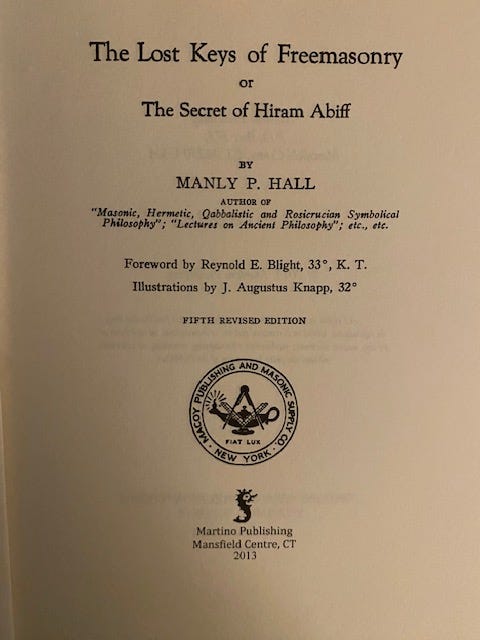 The Lost Keys of Freemasonry
OR
The Secret of Hiram Abiff
BY
MANLY P. HALL
AUTHOR OF
"Masonic, Hermetic, Qabbalistic and Rosicrucian Symbolical
Philosophy"; "Lectures on Ancient Philosophy"; etc., etc.
Foreword by Reynold E. Blight, 33°, K. T.
Illustrations by J. Augustus Knapp, 32°
FIFTH REVISED EDITION
MACOY PUBLISHING AND MASONIC SUPPLY CO.
FIAT LUX
NEW YORK
Martino Publishing
Mansfield Centre, CT
2013